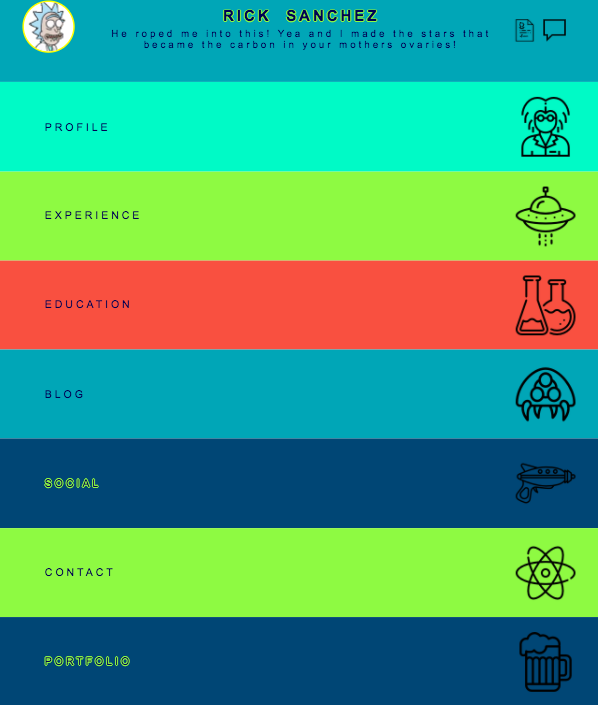 RICK SANCHEZ
He roped me into this! Yea and I made the stars that
became the carbon in your mothers ovaries!
PROFILE
EXPERIENCE
EDUCATION
BLOG
SOCIAL
CONTACT
PORTFOLIO